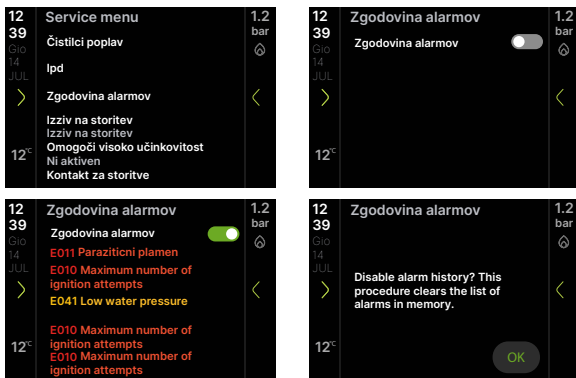 12
39
Gio
14
JUL
12°C
Service menu
Čistilci poplav
Ipd
Zgodovina alarmov
Izziv na storitev
Izziv na storitev
Omogoči visoko učinkovitost
Ni aktiven
Kontakt za storitve
1.2
bar
12
39
Gio
14
JUL
12°C
Zgodovina alarmov
Zgodovina alarmov
1.2
bar
12
39
Gio
14
JUL
12°C
Zgodovina alarmov
Zgodovina alarmov
E011 Paraziticni plamen
E010 Maximum number of
ignition attempts
E041 Low water pressure
E010 Maximum number of
ignition attempts
E010 Maximum number of
ignition attempts
1.2
bar
12
39
Gio
14
JUL
12°C
Zgodovina alarmov
Disable alarm history? This
procedure clears the list of
alarms in memory.
OK
1.2
bar